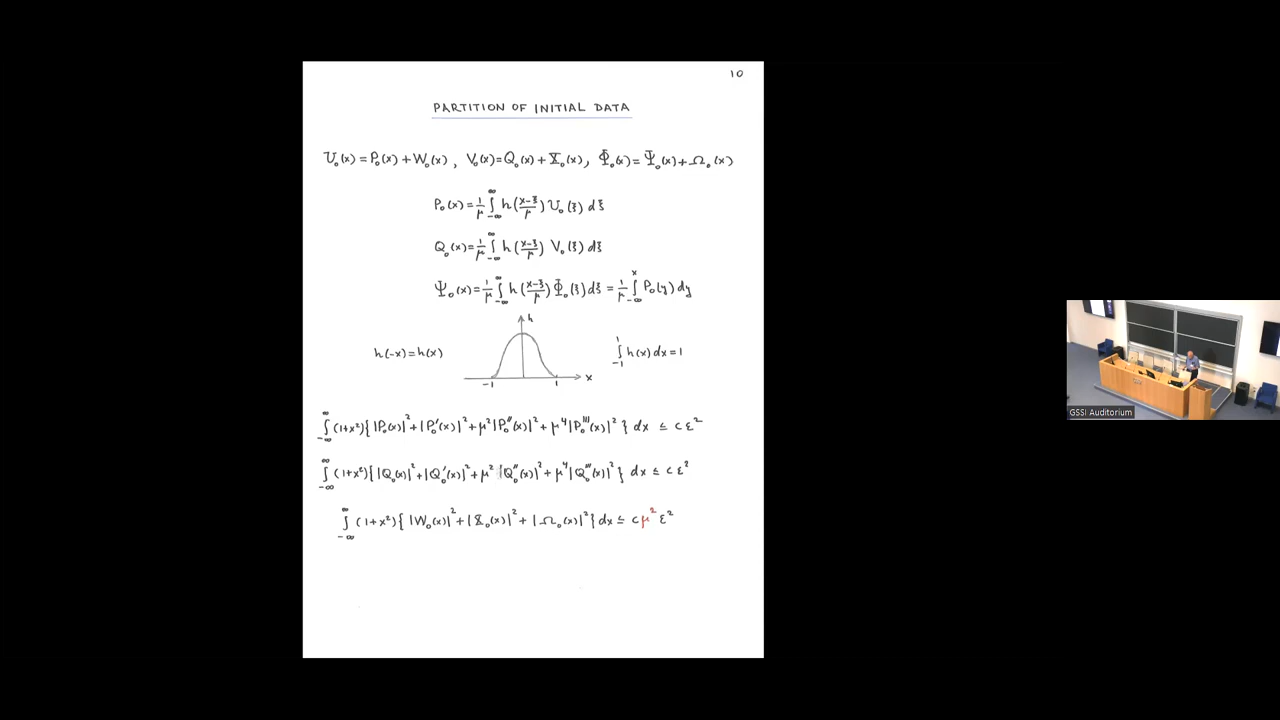 10
PARTITION OF INITIAL DATA
U₀(x) = P₀(x) + W₀(x) , V₀(x) = Q₀(x) + X₀(x), Φ₀(x) = Ψ₀(x) + Ω₀(x)
P₀(x) = 1/μ ∫_{-∞}^{∞} h((x-ξ)/μ) U₀(ξ) dξ
Q₀(x) = 1/μ ∫_{-∞}^{∞} h((x-ξ)/μ) V₀(ξ) dξ
Ψ₀(x) = 1/μ ∫_{-∞}^{∞} h((x-ξ)/μ) Φ₀(ξ) dξ = 1/μ ∫_{-∞}^{x} P₀(y) dy
h
h(-x) = h(x)
∫_{-1}^{1} h(x) dx = 1
-1 1 x
∫_{-∞}^{∞} (1+x²) { |P₀(x)|² + |P₀'(x)|² + μ² |P₀''(x)|² + μ⁴ |P₀'''(x)|² } dx ≤ c ε²
∫_{-∞}^{∞} (1+x²) { |Q₀(x)|² + |Q₀'(x)|² + μ² |Q₀''(x)|² + μ⁴ |Q₀'''(x)|² } dx ≤ c ε²
∫_{-∞}^{∞} (1+x²) { |W₀(x)|² + |X₀(x)|² + |Ω₀(x)|² } dx ≤ c μ² ε²
GSSI Auditorium